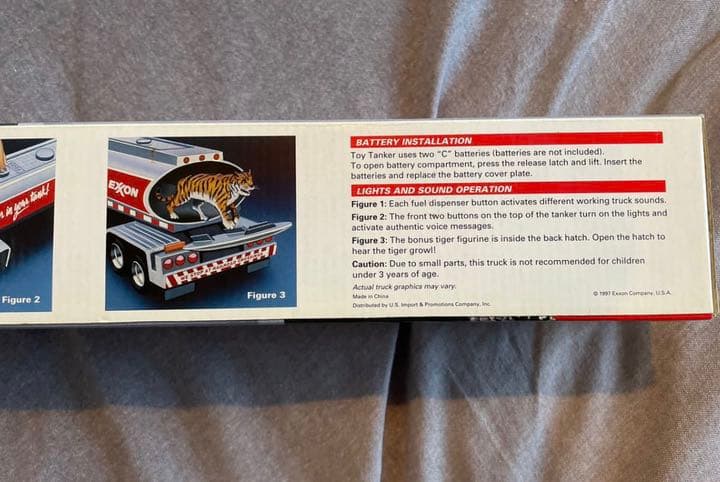 r in your tank!
Figure 2
EXXON
Figure 3
BATTERY INSTALLATION
Toy Tanker uses two "C" batteries (batteries are not included).
To open battery compartment, press the release latch and lift. Insert the
batteries and replace the battery cover plate.
LIGHTS AND SOUND OPERATION
Figure 1: Each fuel dispenser button activates different working truck sounds.
Figure 2: The front two buttons on the top of the tanker turn on the lights and
activate authentic voice messages.
Figure 3: The bonus tiger figurine is inside the back hatch. Open the hatch to
hear the tiger growl!
Caution: Due to small parts, this truck is not recommended for children
under 3 years of age.
Actual truck graphics may vary.
Made in China
Distributed by U.S. Import & Promotions Company, Inc.
© 1997 Exxon Company, U.S.A.